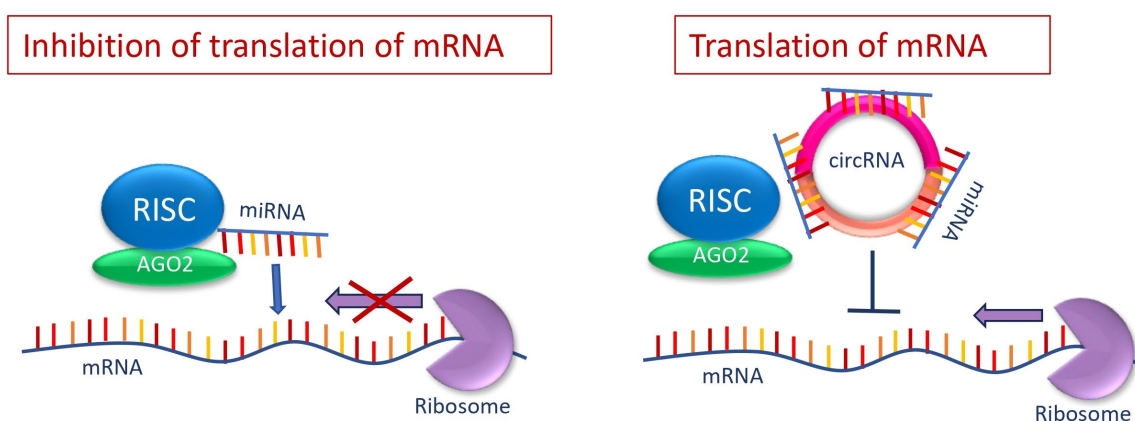 Inhibition of translation of mRNA
RISC
miRNA
AGO2
mRNA
Ribosome
Translation of mRNA
circRNA
RISC
miRNA
AGO2
mRNA
Ribosome